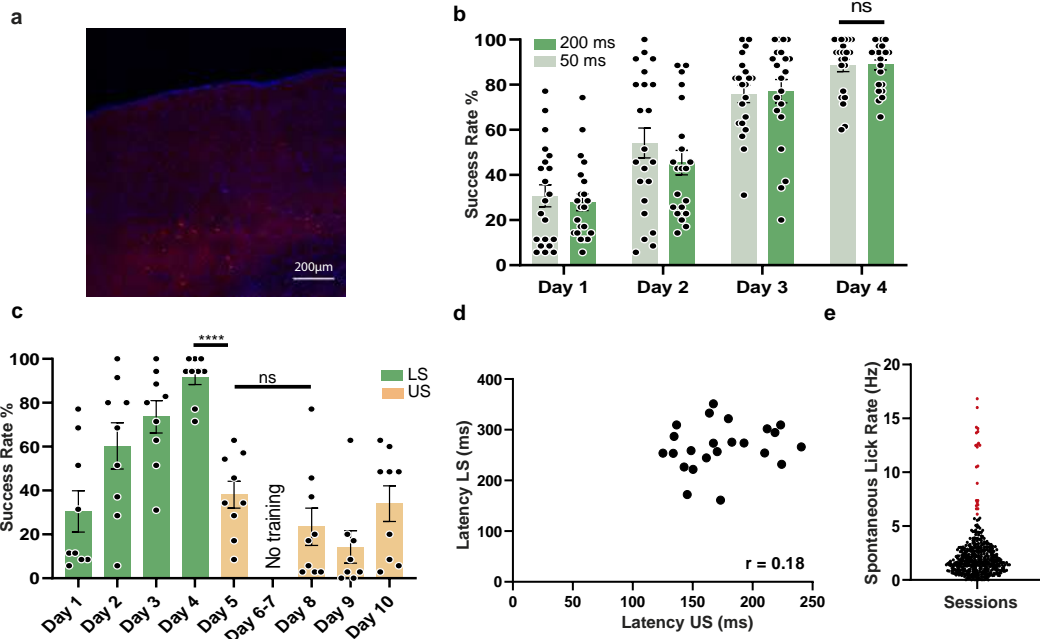 a
200µm
b
ns
200 ms
50 ms
Success Rate %
100
80
60
40
20
0
Day 1
Day 2
Day 3
Day 4
c
****
ns
LS
US
Success Rate %
100
80
60
40
20
0
No training
Day 1
Day 2
Day 3
Day 4
Day 5
Day 6-7
Day 8
Day 9
Day 10
d
Latency LS (ms)
400
300
200
100
0
r = 0.18
0
50
100
150
200
250
Latency US (ms)
e
Spontaneous Lick Rate (Hz)
20
15
10
5
0
Sessions